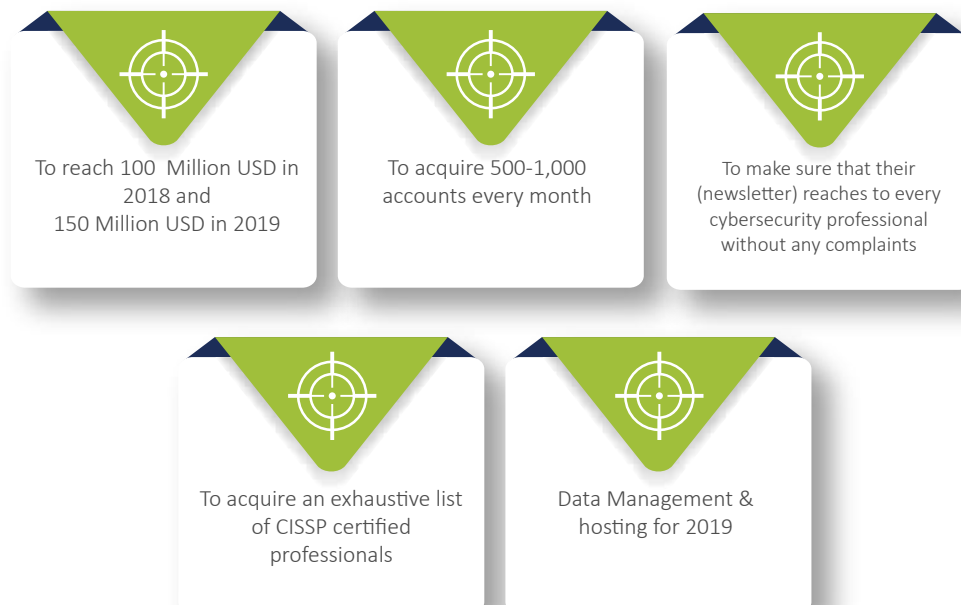 To reach 100  Million USD in
2018 and
150 Million USD in 2019
To acquire 500-1,000
accounts every month
To make sure that their
(newsletter) reaches to every
cybersecurity professional
without any complaints
To acquire an exhaustive list
of CISSP certified
professionals
Data Management &
hosting for 2019